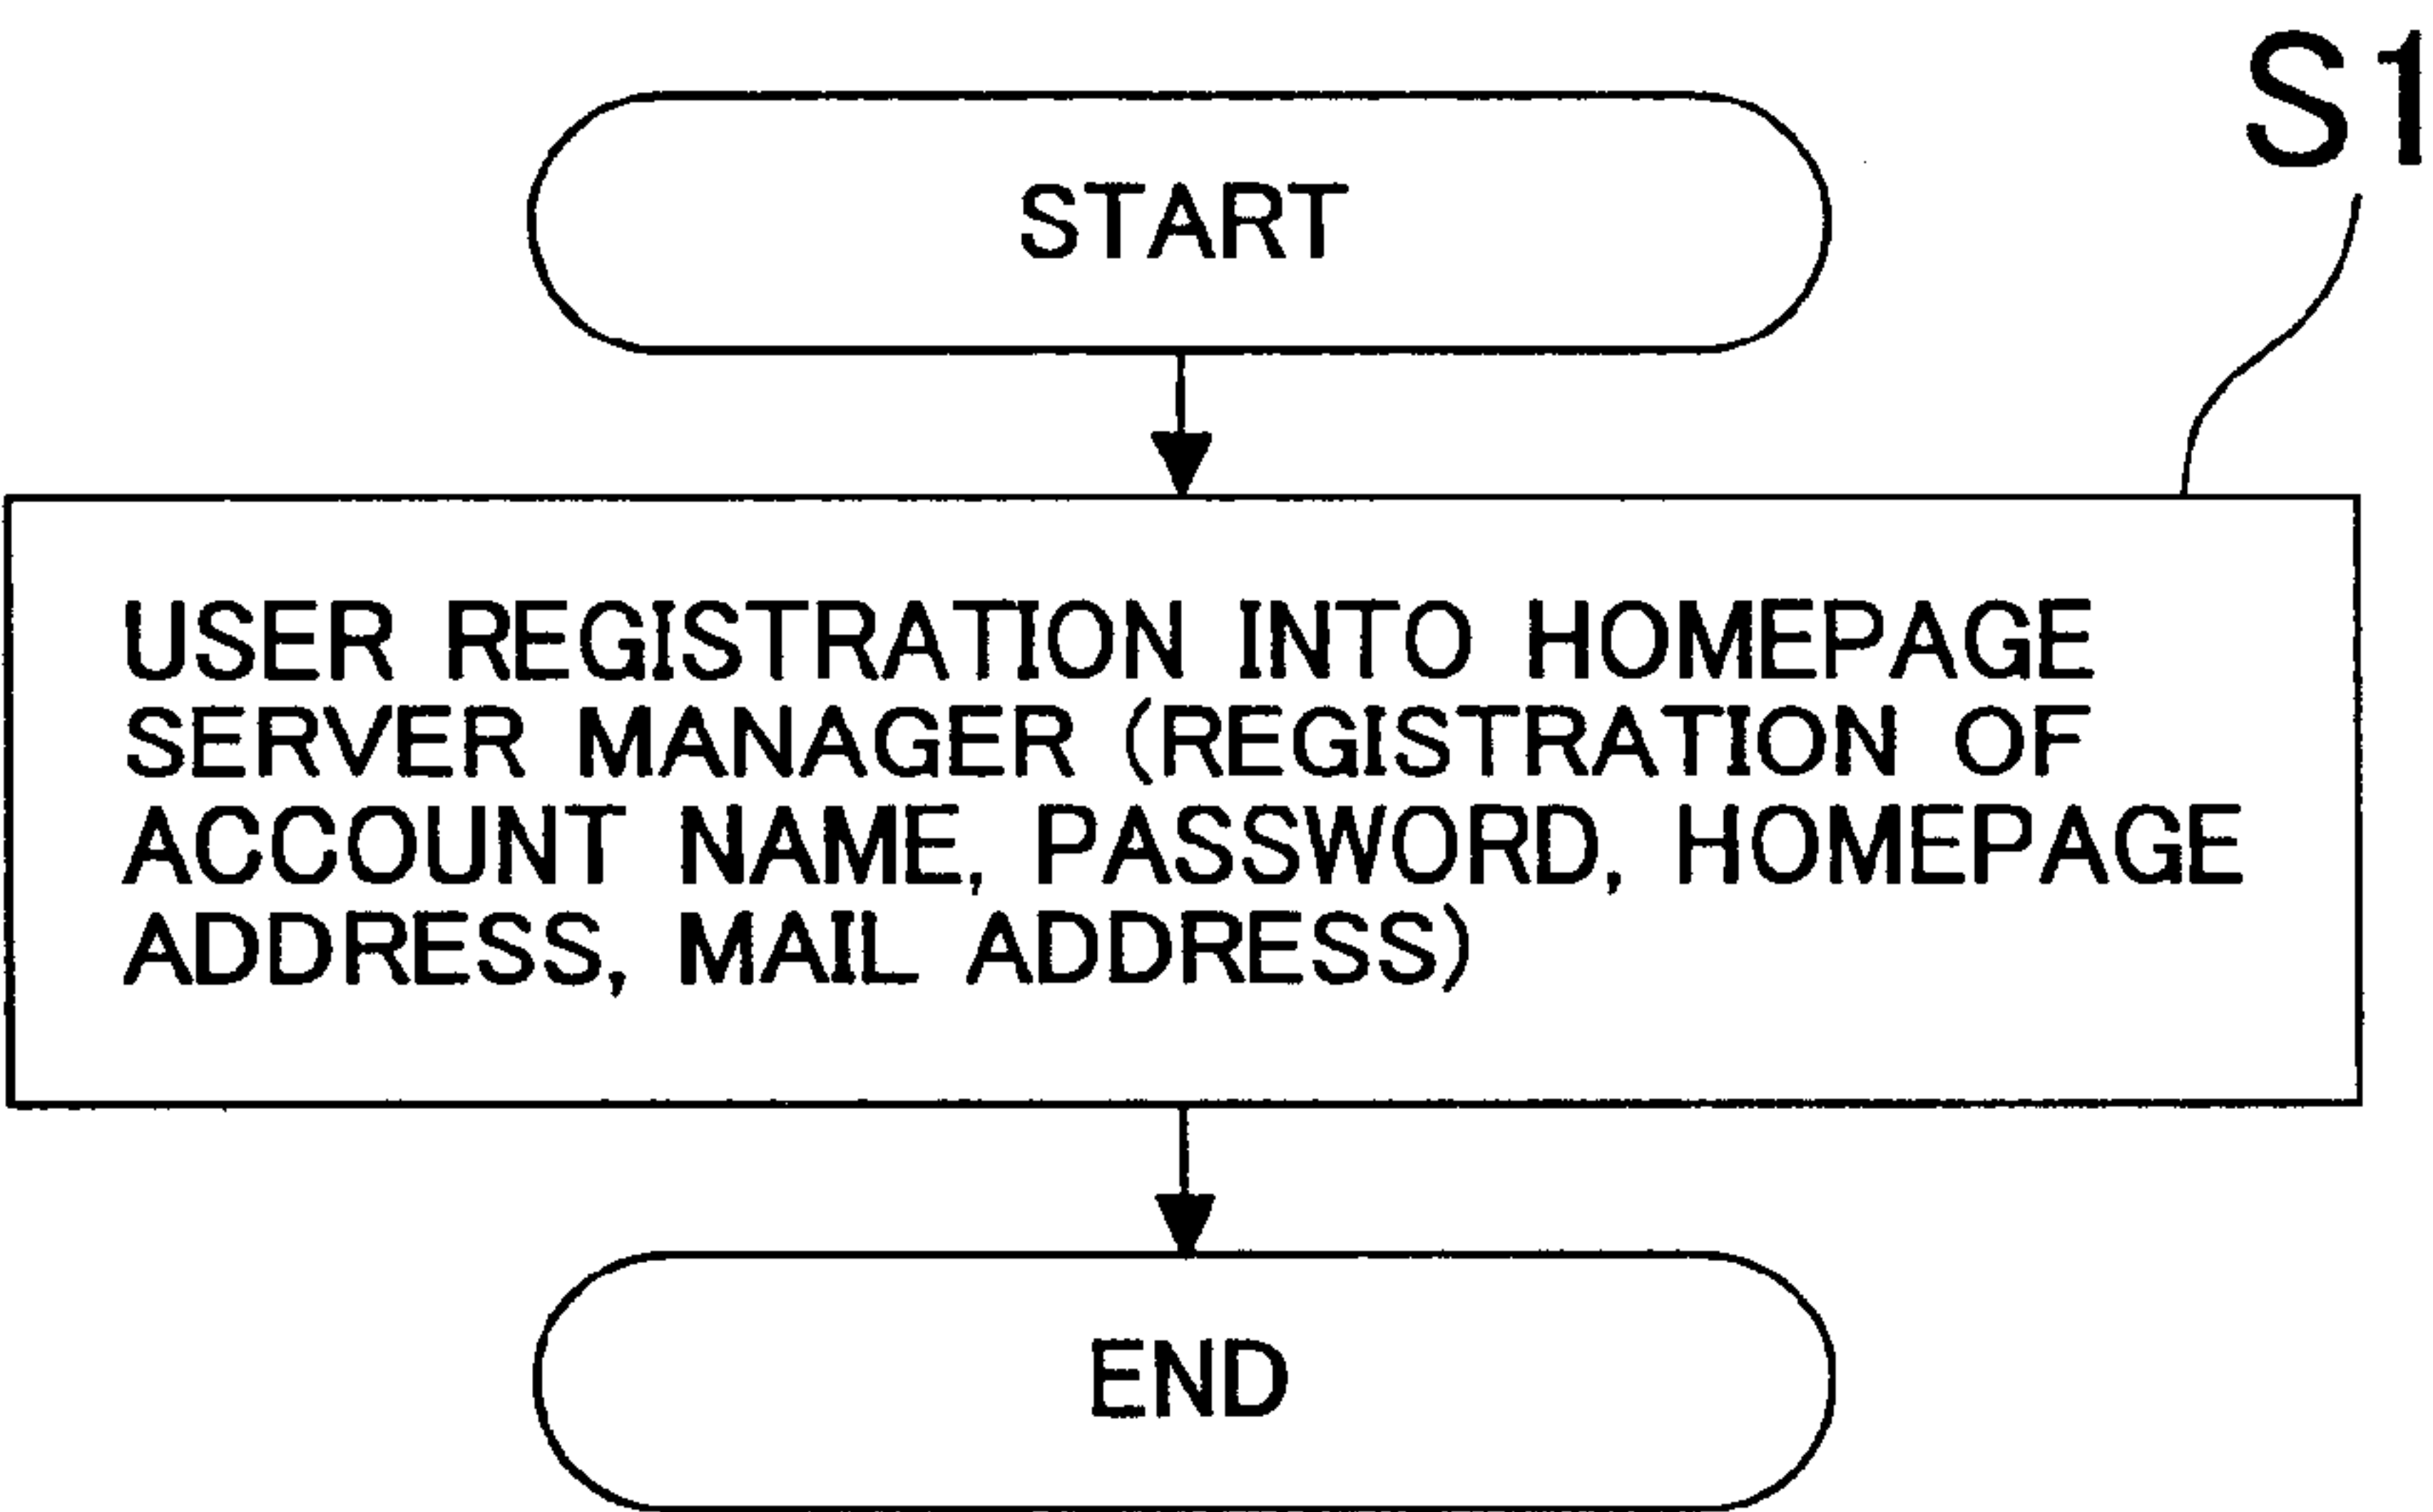 S1
START
USER REGISTRATION INTO HOMEPAGE
SERVER MANAGER (REGISTRATION OF
ACCOUNT NAME, PASSWORD, HOMEPAGE
ADDRESS, MAIL ADDRESS)
END